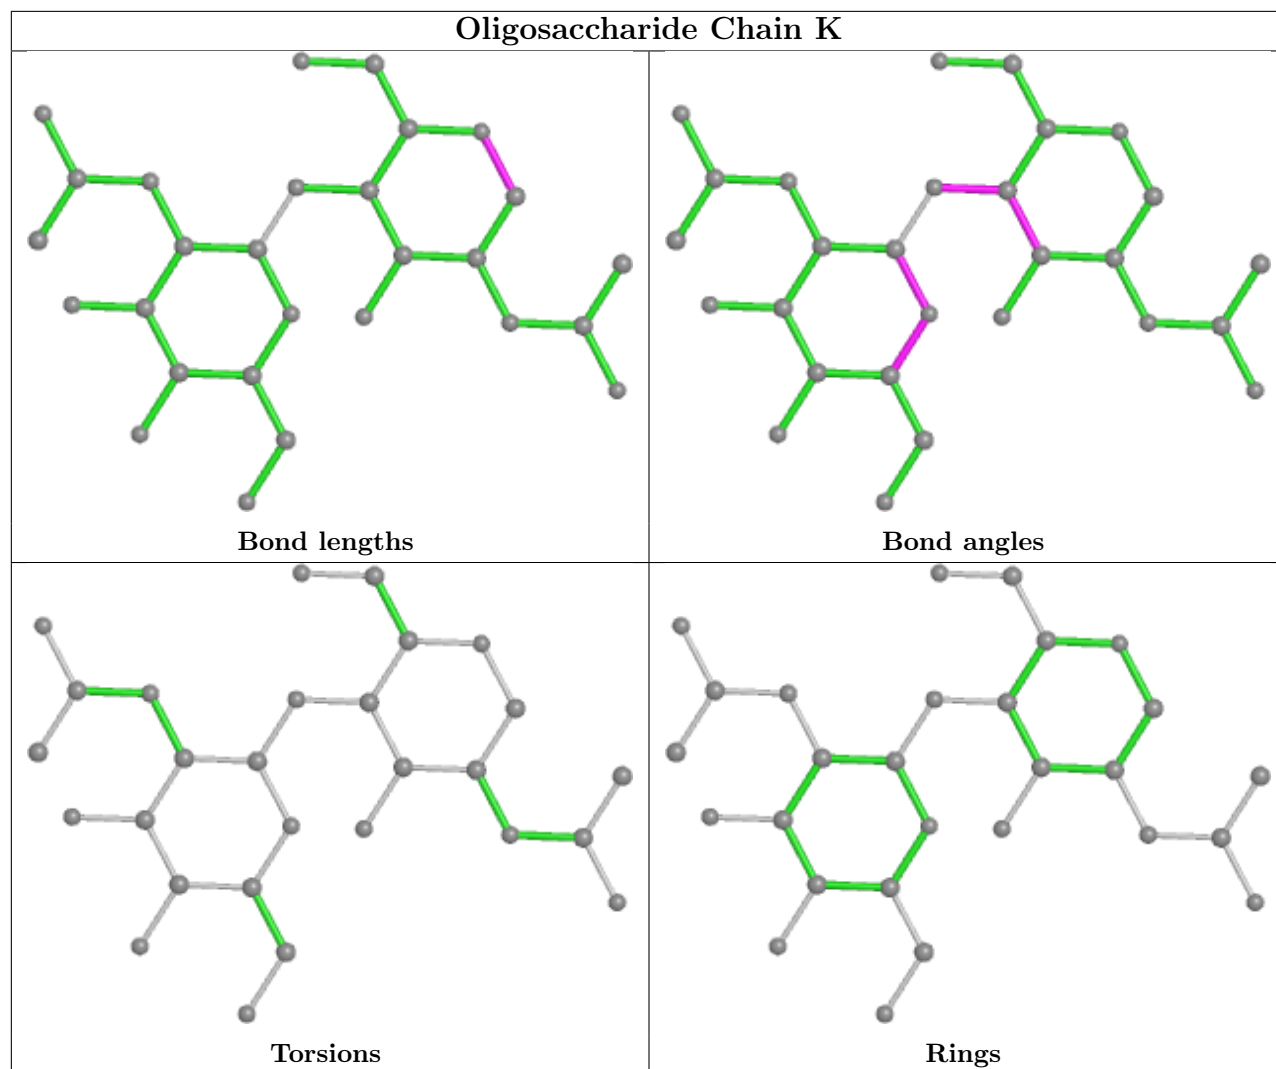 Oligosaccharide Chain K
Bond lengths
Bond angles
Torsions
Rings